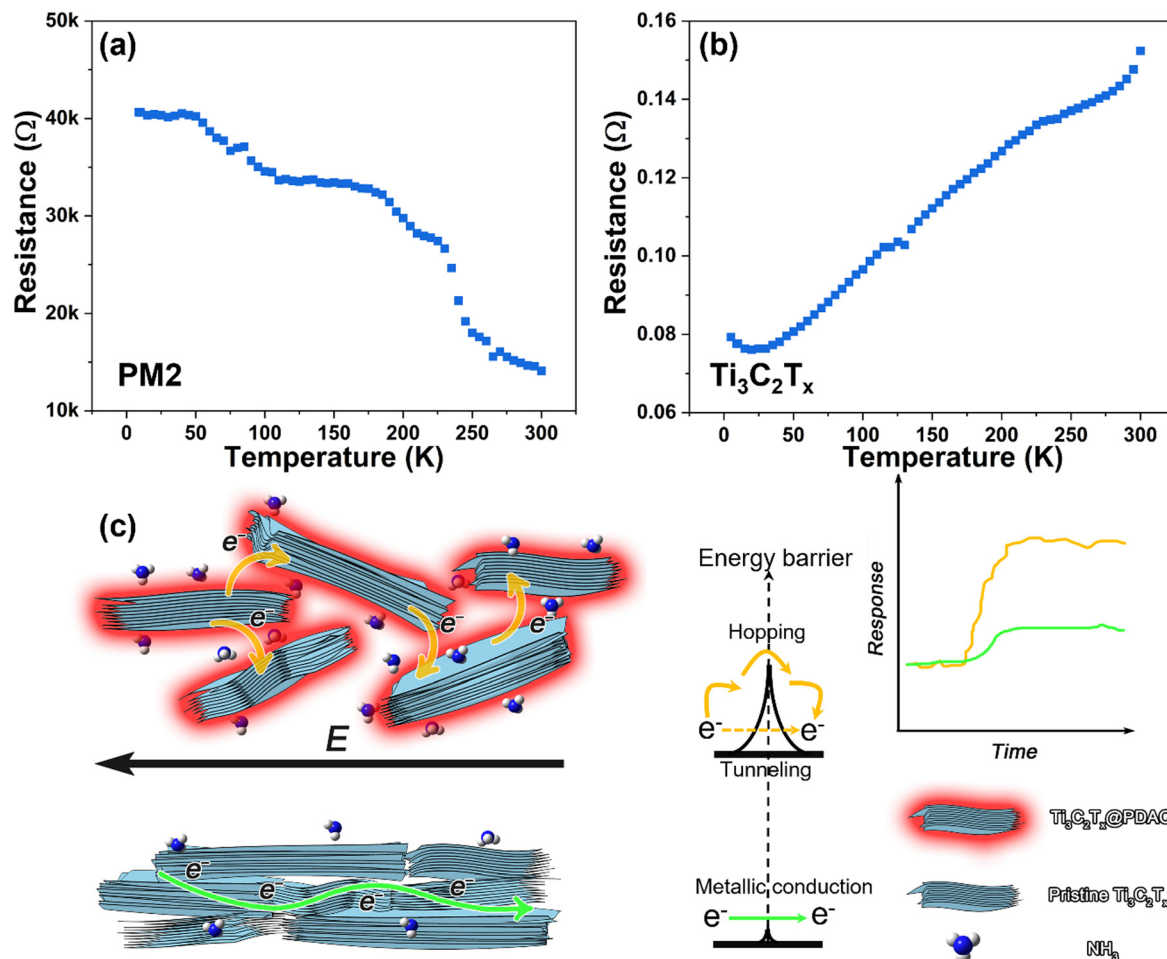 (a)
50k
40k
30k
20k
10k
Resistance (Ω)
PM2
0 50 100 150 200 250 300
Temperature (K)
(b)
0.16
0.14
0.12
0.10
0.08
0.06
Resistance (Ω)
Ti₃C₂Tₓ
0 50 100 150 200 250 300
Temperature (K)
(c)
e⁻
e⁻
e⁻
e⁻
E
e⁻
e⁻
e⁻
e⁻
Energy barrier
Hopping
e⁻ e⁻
Tunneling
Metallic conduction
e⁻ e⁻
Response
Time
Ti₃C₂Tₓ@PDAC
Pristine Ti₃C₂Tₓ
NH₃